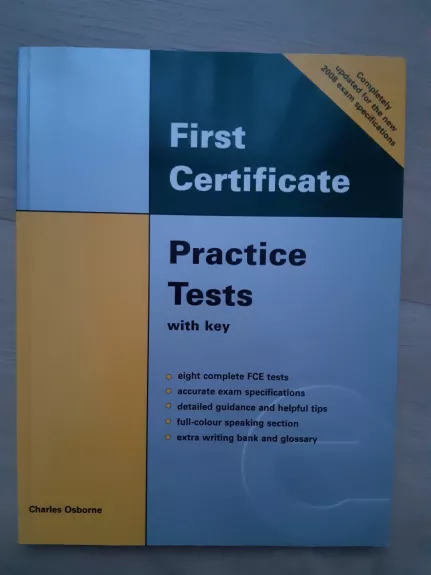 Completely
updated for the new
2008 exam specifications
First
Certificate
Practice
Tests
with key
eight complete FCE tests
accurate exam specifications
detailed guidance and helpful tips
full-colour speaking section
extra writing bank and glossary
Charles Osborne